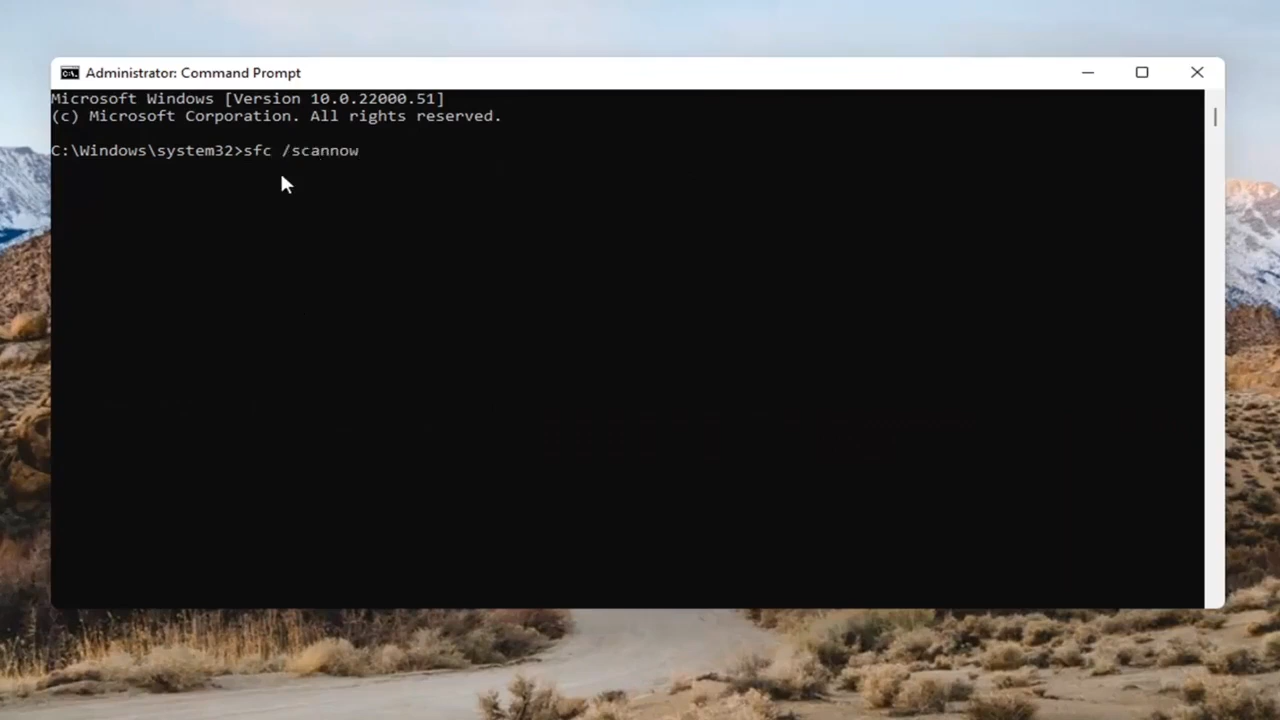 Administrator: Command Prompt
Microsoft Windows [Version 10.0.22000.51]
(c) Microsoft Corporation. All rights reserved.
C:\Windows\system32>sfc /scannow